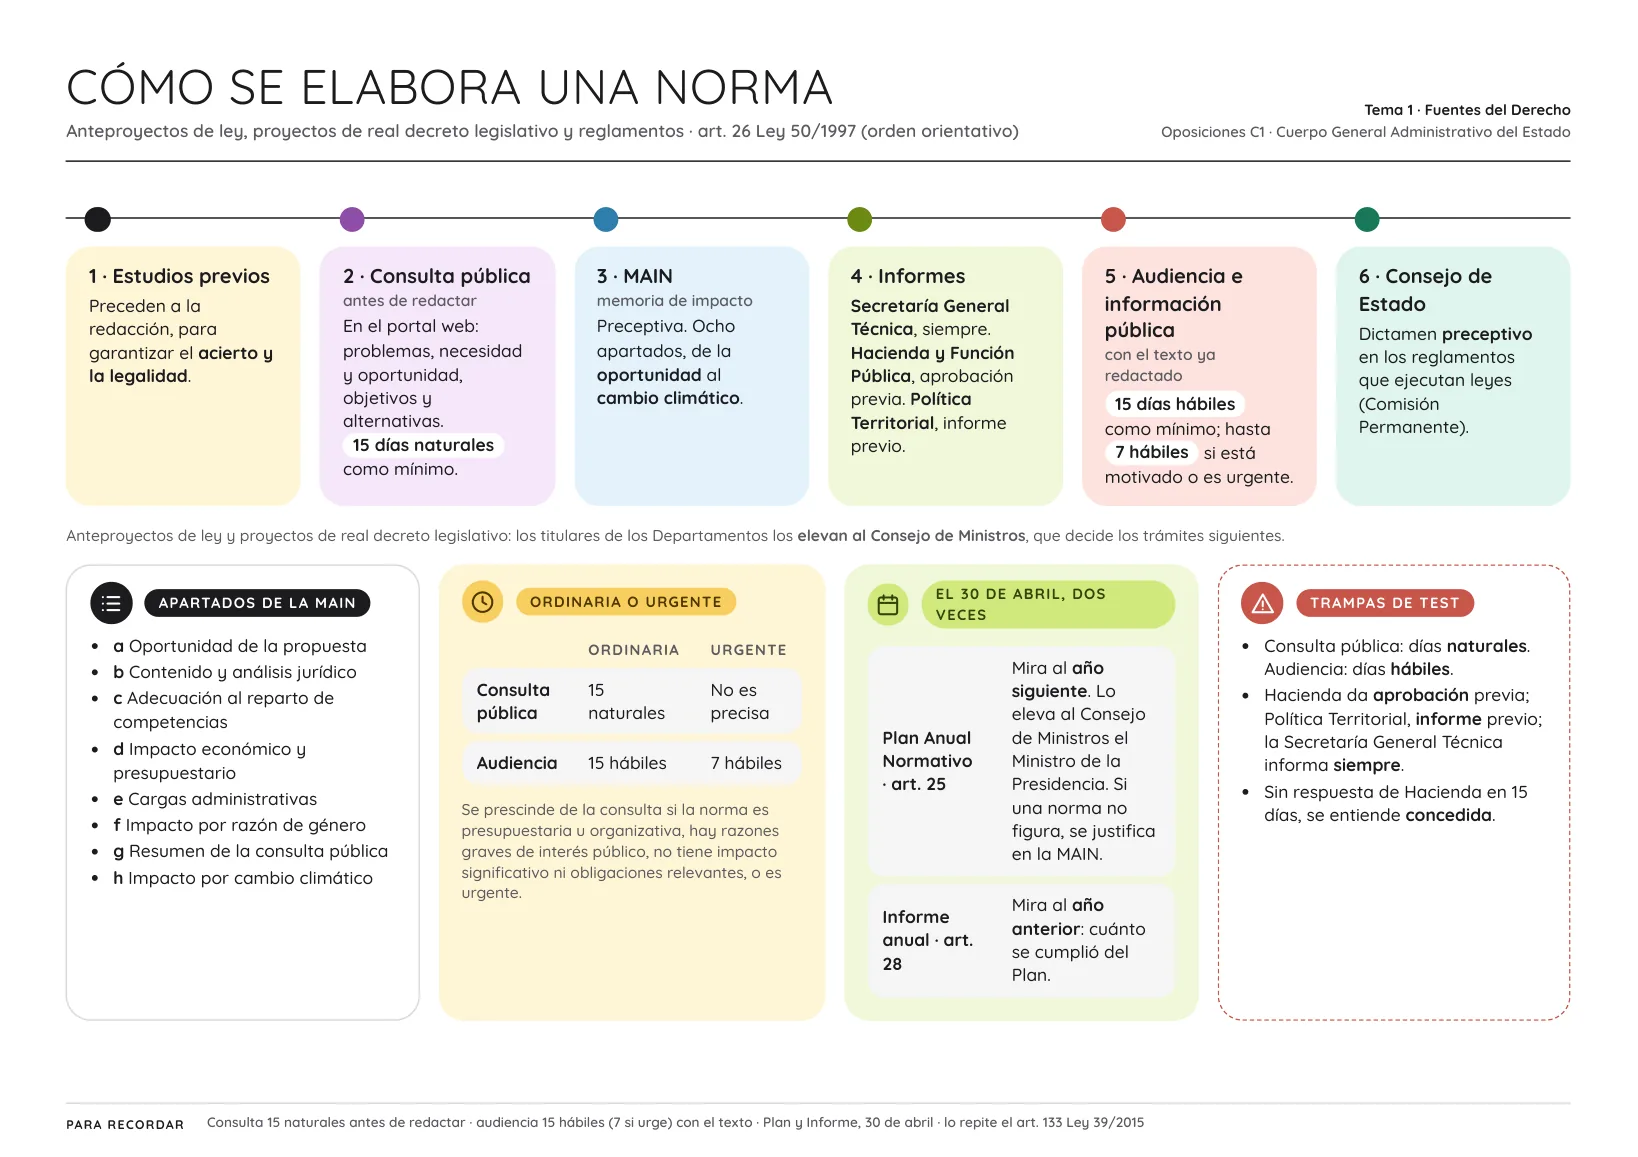 CÓMO SE ELABORA UNA NORMA
Anteproyectos de ley, proyectos de real decreto legislativo y reglamentos · art. 26 Ley 50/1997 (orden orientativo)
Tema 1 · Fuentes del Derecho
Oposiciones C1 · Cuerpo General Administrativo del Estado
1 · Estudios previos
Preceden a la
redacción, para
garantizar el acierto y
la legalidad.
2 · Consulta pública
antes de redactar
En el portal web:
problemas, necesidad
y oportunidad,
objetivos y
alternativas.
15 días naturales
como mínimo.
3 · MAIN
memoria de impacto
Preceptiva. Ocho
apartados, de la
oportunidad al
cambio climático.
4 · Informes
Secretaría General
Técnica, siempre.
Hacienda y Función
Pública, aprobación
previa. Política
Territorial, informe
previo.
5 · Audiencia e
información
pública
con el texto ya
redactado
15 días hábiles
como mínimo; hasta
7 hábiles si está
motivado o es urgente.
6 · Consejo de
Estado
Dictamen preceptivo
en los reglamentos
que ejecutan leyes
(Comisión
Permanente).
Anteproyectos de ley y proyectos de real decreto legislativo: los titulares de los Departamentos los elevan al Consejo de Ministros, que decide los trámites siguientes.
APARTADOS DE LA MAIN
• a Oportunidad de la propuesta
• b Contenido y análisis jurídico
• c Adecuación al reparto de
competencias
• d Impacto económico y
presupuestario
• e Cargas administrativas
• f Impacto por razón de género
• g Resumen de la consulta pública
• h Impacto por cambio climático
ORDINARIA O URGENTE
ORDINARIA URGENTE
Consulta pública 15 naturales No es precisa
Audiencia 15 hábiles 7 hábiles
Se prescinde de la consulta si la norma es
presupuestaria u organizativa, hay razones
graves de interés público, no tiene impacto
significativo ni obligaciones relevantes, o es
urgente.
EL 30 DE ABRIL, DOS
VECES
Plan Anual
Normativo
· art. 25
Mira al año
siguiente. Lo
eleva al Consejo
de Ministros el
Ministro de la
Presidencia. Si
una norma no
figura, se justifica
en la MAIN.
Informe
anual · art.
28
Mira al año
anterior: cuánto
se cumplió del
Plan.
TRAMPAS DE TEST
• Consulta pública: días naturales.
Audiencia: días hábiles.
• Hacienda da aprobación previa;
Política Territorial, informe previo;
la Secretaría General Técnica
informa siempre.
• Sin respuesta de Hacienda en 15
días, se entiende concedida.
PARA RECORDAR Consulta 15 naturales antes de redactar · audiencia 15 hábiles (7 si urge) con el texto · Plan y Informe, 30 de abril · lo repite el art. 133 Ley 39/2015